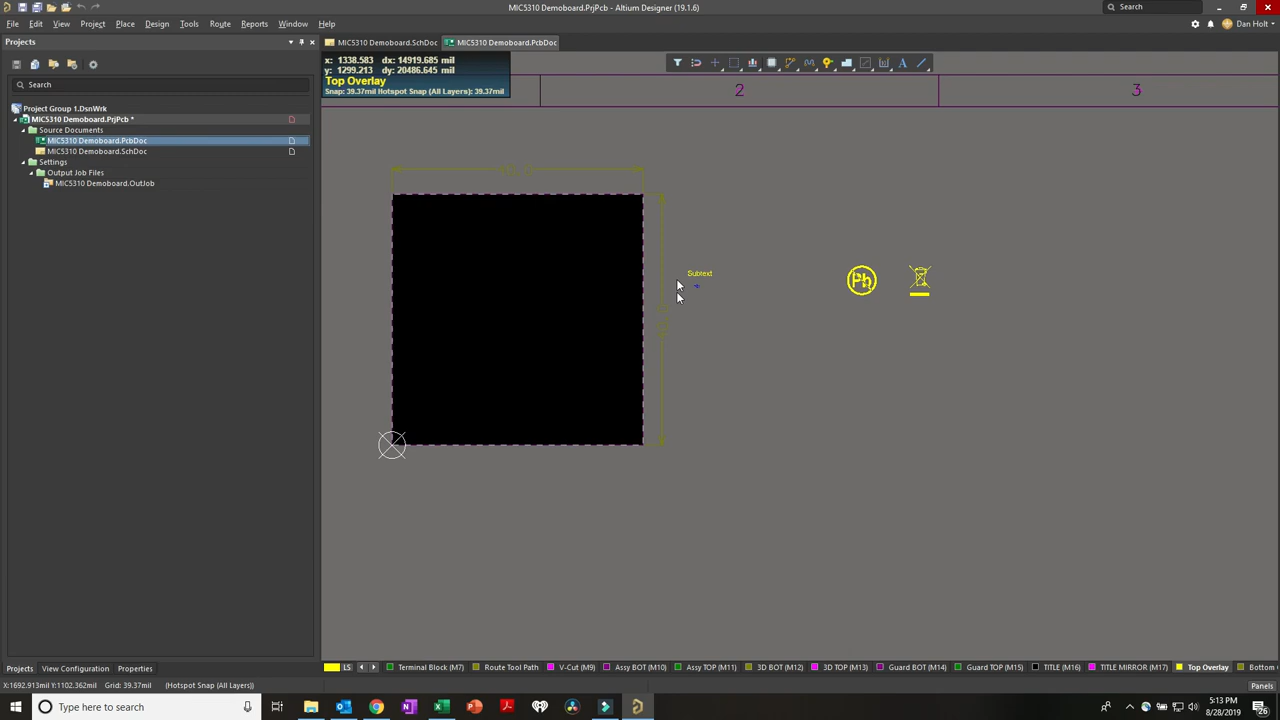 MIC5310 Demoboard.PrjPcb - Altium Designer (19.1.6)
Search
File Edit View Project Place Design Tools Route Reports Window Help
Dan Holt
Projects
MIC5310 Demoboard.SchDoc MIC5310 Demoboard.PcbDoc
x: 1338.583 dx: 14919.685 mil
y: 1299.213 dy: 20486.645 mil
Top Overlay
Snap: 39.37mil Hotspot Snap (All Layers): 39.37mil
Search
2 3
Project Group 1.DsnWrk
MIC5310 Demoboard.PrjPcb *
Source Documents
MIC5310 Demoboard.PcbDoc
MIC5310 Demoboard.SchDoc
Settings
Output Job Files
MIC5310 Demoboard.OutJob
Subtext
Pb
Projects View Configuration Properties
LS Terminal Block (M7) Route Tool Path V-Cut (M9) Assy BOT (M10) Assy TOP (M11) 3D BOT (M12) 3D TOP (M13) Guard BOT (M14) Guard TOP (M15) TITLE (M16) TITLE MIRROR (M17) Top Overlay Bottom
X:1692.913mil Y:1102.362mil Grid: 39.37mil (Hotspot Snap (All Layers))
Panels
Type here to search
5:13 PM
8/28/2019
26